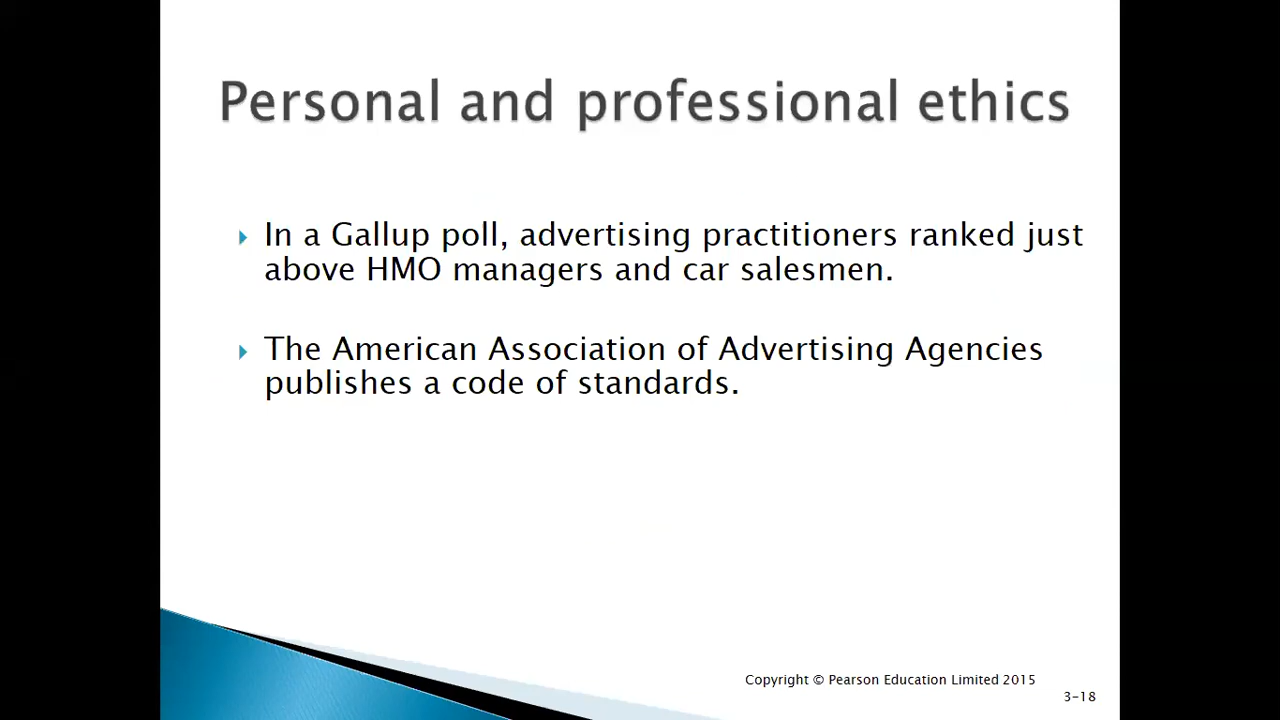 Personal and professional ethics
In a Gallup poll, advertising practitioners ranked just
above HMO managers and car salesmen.
The American Association of Advertising Agencies
publishes a code of standards.
Copyright © Pearson Education Limited 2015
3-18